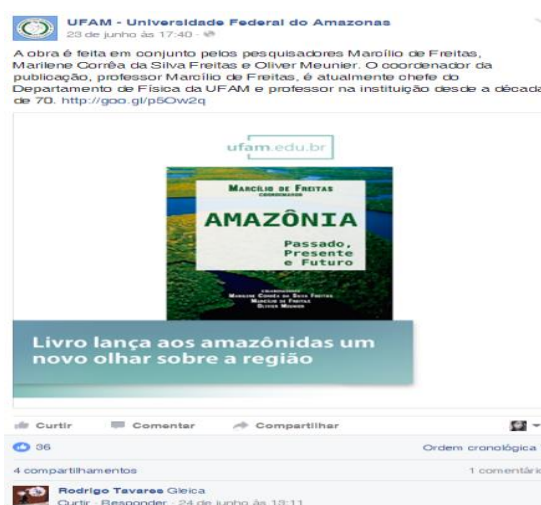 UFAM - Universidade Federal do Amazonas
23 de junho às 17:40 ·
A obra é feita em conjunto pelos pesquisadores Marcílio de Freitas,
Marilene Corrêa da Silva Freitas e Oliver Meunier. O coordenador da
publicação, professor Marcílio de Freitas, é atualmente chefe do
Departamento de Física da UFAM e professor na instituição desde a década
de 70. http://goo.gl/p5Ow2q
ufam.edu.br
MARCÍLIO DE FREITAS
COORDENADOR
AMAZÔNIA
Passado,
Presente
e Futuro
COLABORADORES
MARILENE CORRÊA DA SILVA FREITAS
MARCÍLIO DE FREITAS
OLIVER MEUNIER
Livro lança aos amazônidas um
novo olhar sobre a região
Curtir Comentar Compartilhar
36 Ordem cronológica
4 compartilhamentos 1 comentário
Rodrigo Tavares Gleica
Curtir · Responder · 24 de junho às 13:11